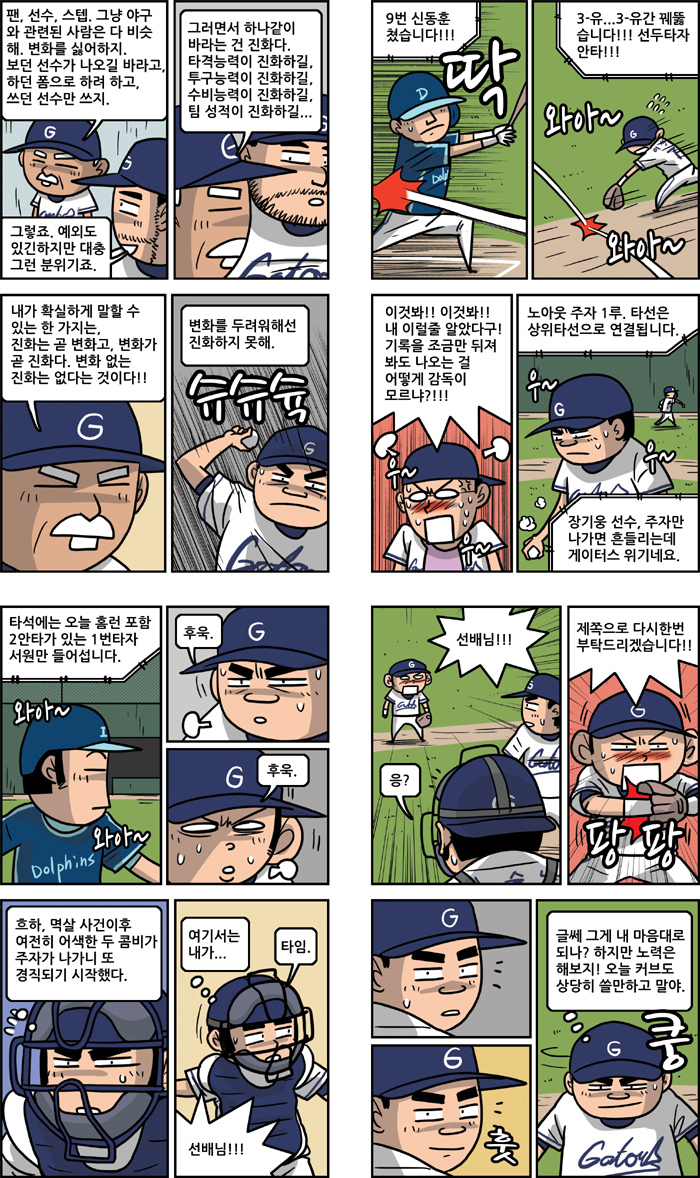 팬, 선수, 스텝. 그냥 야구
와 관련된 사람은 다 비슷
해. 변화를 싫어하지.
보던 선수가 나오길 바라고,
하던 폼으로 하려 하고,
쓰던 선수만 쓰지.
G
그렇죠. 예외도
있긴하지만 대충
그런 분위기죠.
그러면서 하나같이
바라는 건 진화다.
타격능력이 진화하길,
투구능력이 진화하길,
수비능력이 진화하길,
팀 성적이 진화하길...
내가 확실하게 말할 수
있는 한 가지는,
진화는 곧 변화고, 변화가
곧 진화다. 변화 없는
진화는 없다는 것이다!!
G
변화를 두려워해선
진화하지 못해.
슈슈슉
G
9번 신동훈
쳤습니다!!!
딱
D
3-유...3-유간 꿰뚫
습니다!!! 선두타자
안타!!!
와아~
G
와아~
이것봐!! 이것봐!!
내 이럴줄 알았다구!
기록을 조금만 뒤져
봐도 나오는 걸
어떻게 감독이
모르냐?!!!
우~
우~
노아웃 주자 1루. 타선은
상위타선으로 연결됩니다.
우~
G
우~
장기웅 선수, 주자만
나가면 흔들리는데
게이터스 위기네요.
타석에는 오늘 홈런 포함
2안타가 있는 1번타자
서원만 들어섭니다.
와아~
와아~
Dolphins
후욱.
G
후욱.
G
흐하, 멱살 사건이후
여전히 어색한 두 콤비가
주자가 나가니 또
경직되기 시작했다.
여기서는
내가...
타임.
선배님!!!
선배님!!!
G
응?
제쪽으로 다시한번
부탁드리겠습니다!!
G
팡 팡
G
G
훗
글쎄 그게 내 마음대로
되나? 하지만 노력은
해보지! 오늘 커브도
상당히 쓸만하고 말야.
쿵
G
Gators